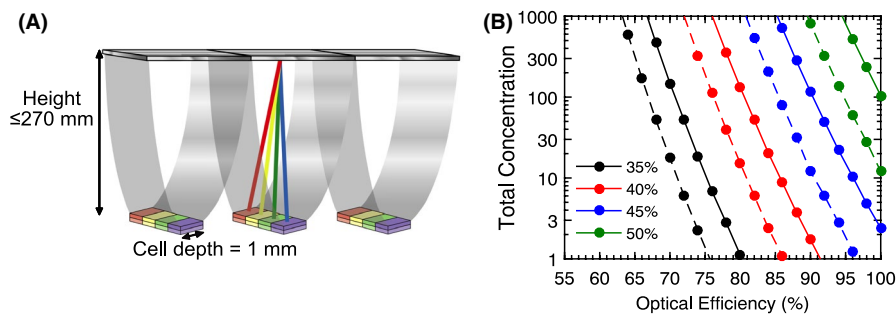 (A)
Height
≤270 mm
Cell depth = 1 mm
(B)
Total Concentration
1000
300
100
30
10
3
1
35%
40%
45%
50%
55 60 65 70 75 80 85 90 95 100
Optical Efficiency (%)